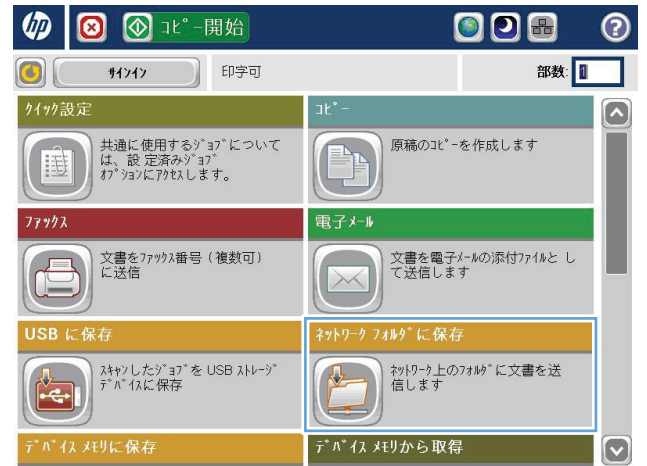 hp
ｺﾋﾟｰ開始
?
ｻｲﾝｲﾝ
印字可
部数: 1
ｸｲｯｸ設定
共通に使用するｼﾞｮﾌﾞについて
は、設 定済みｼﾞｮﾌﾞ
ｵﾌﾟｼｮﾝにｱｸｾｽしま す。
ｺﾋﾟｰ
原稿のｺﾋﾟｰを作成します
ﾌｧｯｸｽ
文書をﾌｧｯｸｽ番号 (複数可)
に送信
電子ﾒｰﾙ
文書を電子ﾒｰﾙの添付ﾌｧｲﾙと し
て送信します
USB に保存
ｽｷｬﾝしたｼﾞｮﾌﾞを USB ｽﾄﾚｰｼﾞ
ﾃﾞﾊﾞｲｽに保存
ﾈｯﾄﾜｰｸ ﾌｫﾙﾀﾞに保存
ﾈｯﾄﾜｰｸ上のﾌｫﾙﾀﾞに文書を送
信します
ﾃﾞﾊﾞｲｽ ﾒﾓﾘに保存
ﾃﾞﾊﾞｲｽ ﾒﾓﾘから取得